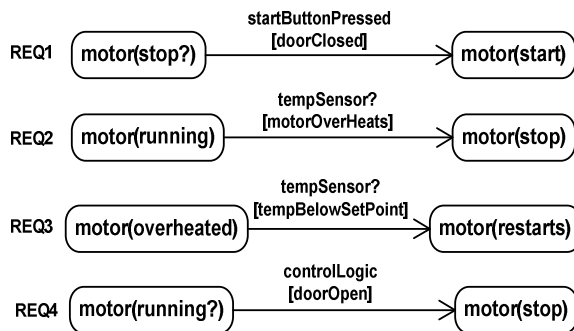 startButtonPressed
[doorClosed]
REQ1 motor(stop?) motor(start)
tempSensor?
[motorOverHeats]
REQ2 motor(running) motor(stop)
tempSensor?
[tempBelowSetPoint]
REQ3 motor(overheated) motor(restarts)
controlLogic
[doorOpen]
REQ4 motor(running?) motor(stop)